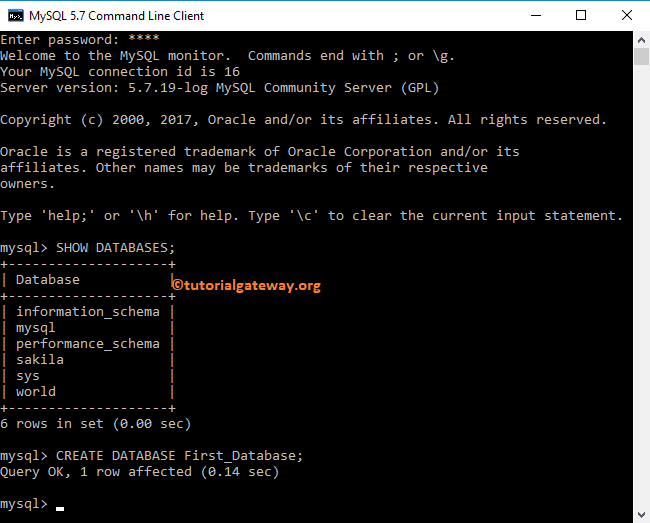 MySQL 5.7 Command Line Client
Enter password: ****
Welcome to the MySQL monitor.  Commands end with ; or \g.
Your MySQL connection id is 16
Server version: 5.7.19-log MySQL Community Server (GPL)
Copyright (c) 2000, 2017, Oracle and/or its affiliates. All rights reserved.
Oracle is a registered trademark of Oracle Corporation and/or its
affiliates. Other names may be trademarks of their respective
owners.
Type 'help;' or '\h' for help. Type '\c' to clear the current input statement.
mysql> SHOW DATABASES;
+--------------------+
| Database           |
©tutorialgateway.org
+--------------------+
| information_schema |
| mysql              |
| performance_schema |
| sakila             |
| sys                |
| world              |
+--------------------+
6 rows in set (0.00 sec)
mysql> CREATE DATABASE First_Database;
Query OK, 1 row affected (0.14 sec)
mysql>